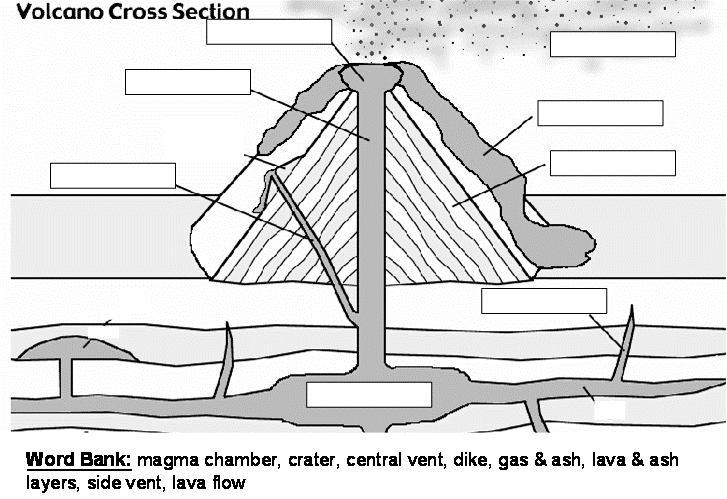 Volcano Cross Section
Word Bank: magma chamber, crater, central vent, dike, gas & ash, lava & ash
layers, side vent, lava flow